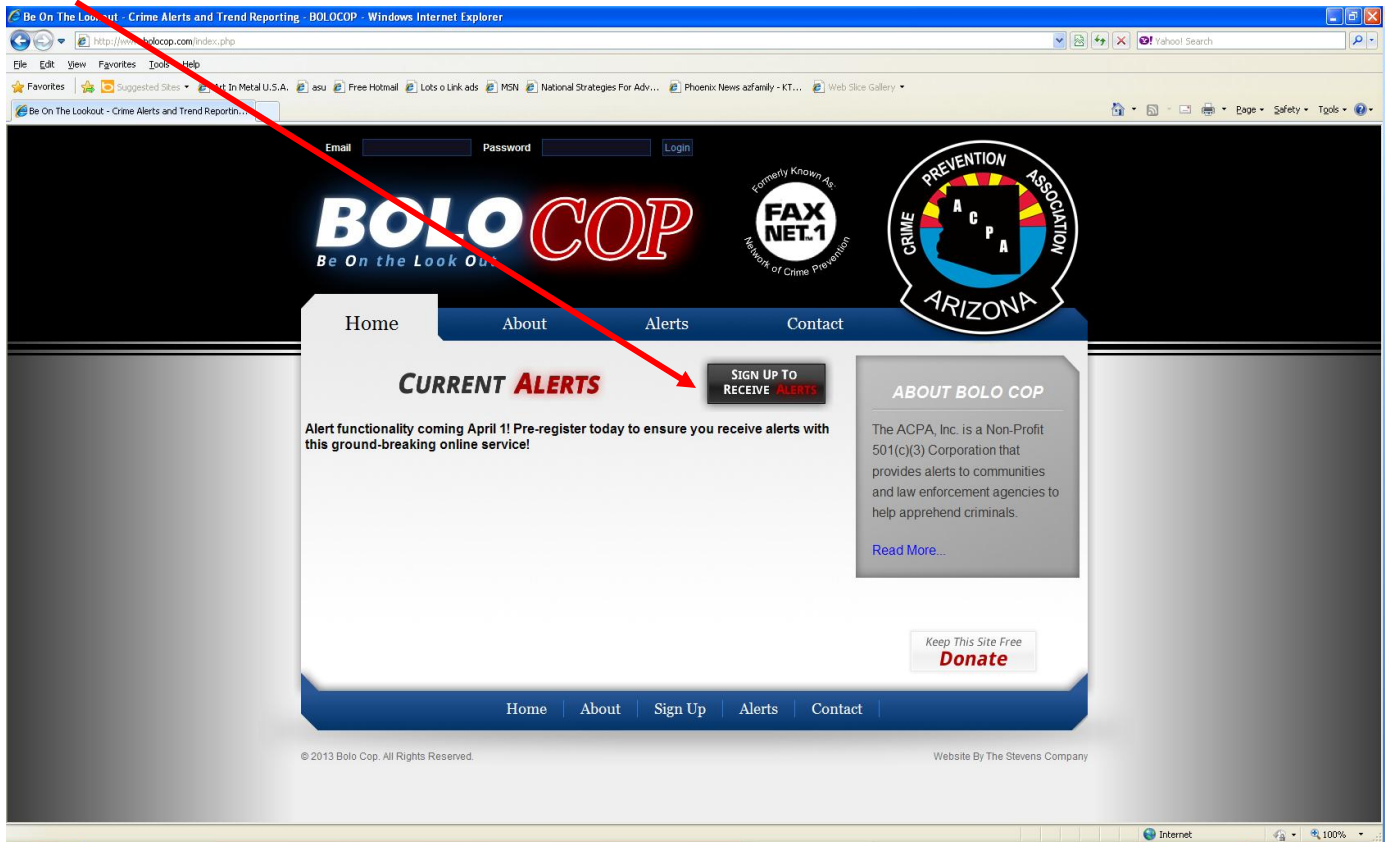 Be On The Lookout - Crime Alerts and Trend Reporting - BOLOCOP - Windows Internet Explorer
http://www.bolocop.com/index.php
Yahoo! Search
File Edit View Favorites Tools Help
Favorites Suggested Sites Art In Metal U.S.A. asu Free Hotmail Lots o Link ads MSN National Strategies For Adv... Phoenix News azfamily - KT... Web Slice Gallery
Be On The Lookout - Crime Alerts and Trend Reportin...
Page Safety Tools
Email Password Login
BOLO COP
Be On the Look Out
Formerly Known As:
FAX
NET.1
Network of Crime Prevention
CRIME PREVENTION ASSOCIATION
A C P A
ARIZONA
Home About Alerts Contact
CURRENT ALERTS
SIGN UP TO
RECEIVE ALERTS
Alert functionality coming April 1! Pre-register today to ensure you receive alerts with
this ground-breaking online service!
ABOUT BOLO COP
The ACPA, Inc. is a Non-Profit
501(c)(3) Corporation that
provides alerts to communities
and law enforcement agencies to
help apprehend criminals.
Read More...
Keep This Site Free
Donate
Home About Sign Up Alerts Contact
© 2013 Bolo Cop. All Rights Reserved.
Website By The Stevens Company
Internet
100%